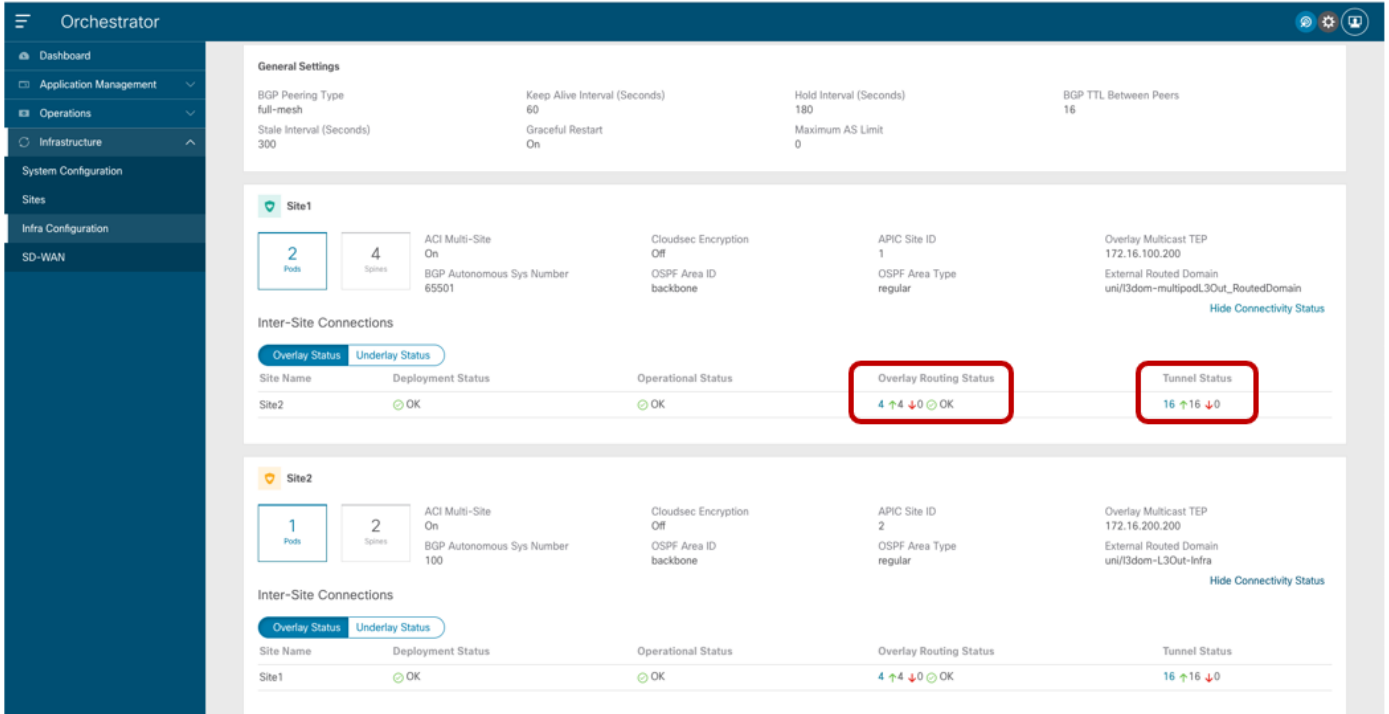 Orchestrator
Dashboard
Application Management
Operations
Infrastructure
System Configuration
Sites
Infra Configuration
SD-WAN
General Settings
BGP Peering Type Keep Alive Interval (Seconds) Hold Interval (Seconds) BGP TTL Between Peers
full-mesh 60 180 16
Stale Interval (Seconds) Graceful Restart Maximum AS Limit
300 On 0
Site1
2 Pods
4 Spines
ACI Multi-Site Cloudsec Encryption APIC Site ID Overlay Multicast TEP
On Off 1 172.16.100.200
BGP Autonomous Sys Number OSPF Area ID OSPF Area Type External Routed Domain
65501 backbone regular uni/l3dom-multipodL3Out_RoutedDomain
Hide Connectivity Status
Inter-Site Connections
Overlay Status Underlay Status
Site Name Deployment Status Operational Status Overlay Routing Status Tunnel Status
Site2 OK OK 4 ↑4 ↓0 OK 16 ↑16 ↓0
Site2
1 Pods
2 Spines
ACI Multi-Site Cloudsec Encryption APIC Site ID Overlay Multicast TEP
On Off 2 172.16.200.200
BGP Autonomous Sys Number OSPF Area ID OSPF Area Type External Routed Domain
100 backbone regular uni/l3dom-L3Out-Infra
Hide Connectivity Status
Inter-Site Connections
Overlay Status Underlay Status
Site Name Deployment Status Operational Status Overlay Routing Status Tunnel Status
Site1 OK OK 4 ↑4 ↓0 OK 16 ↑16 ↓0